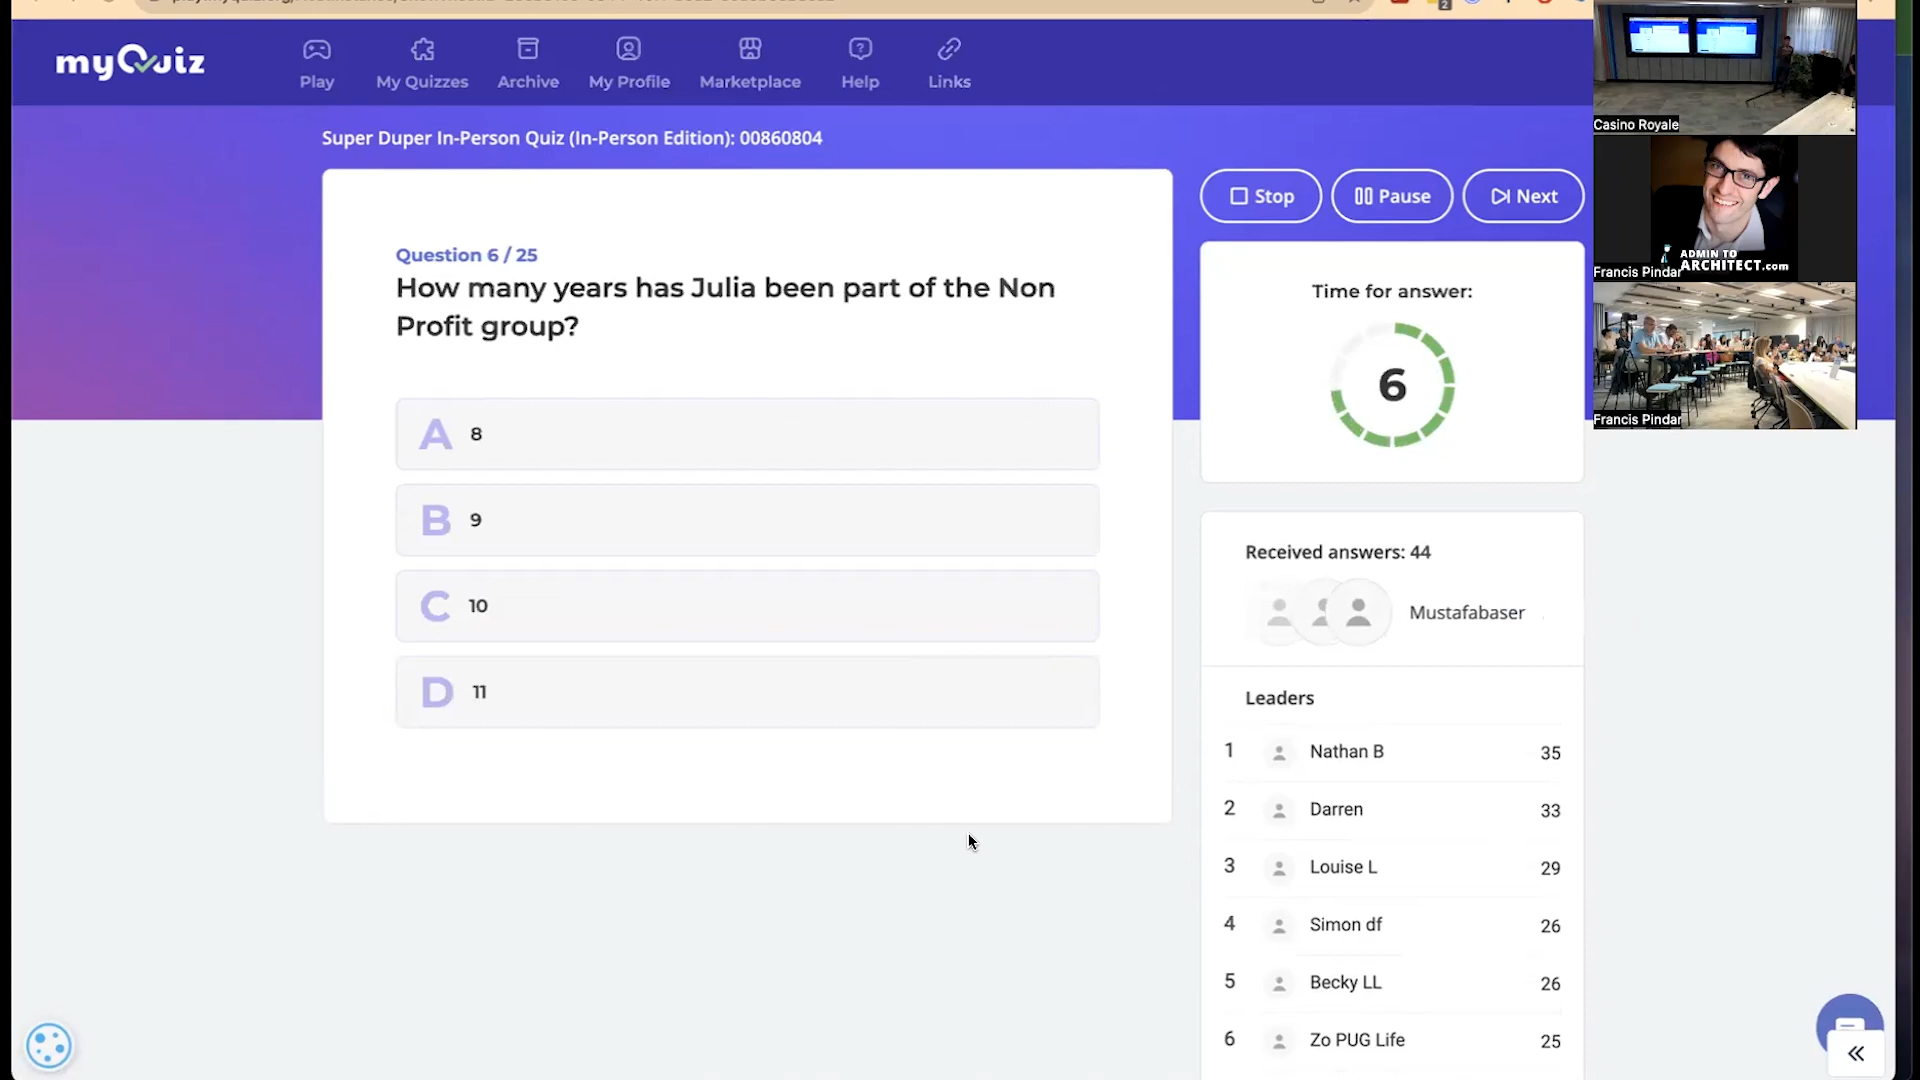 2
myQuiz
Play
My Quizzes
Archive
My Profile
Marketplace
Help
Links
Super Duper In-Person Quiz (In-Person Edition): 00860804
Question 6 / 25
How many years has Julia been part of the Non
Profit group?
A 8
B 9
C 10
D 11
Stop
Pause
Next
Time for answer:
6
Received answers: 44
Mustafabaser
Leaders
1 Nathan B 35
2 Darren 33
3 Louise L 29
4 Simon df 26
5 Becky LL 26
6 Zo PUG Life 25
Casino Royale
ADMIN TO
ARCHITECT.com
Francis Pindar
Francis Pindar